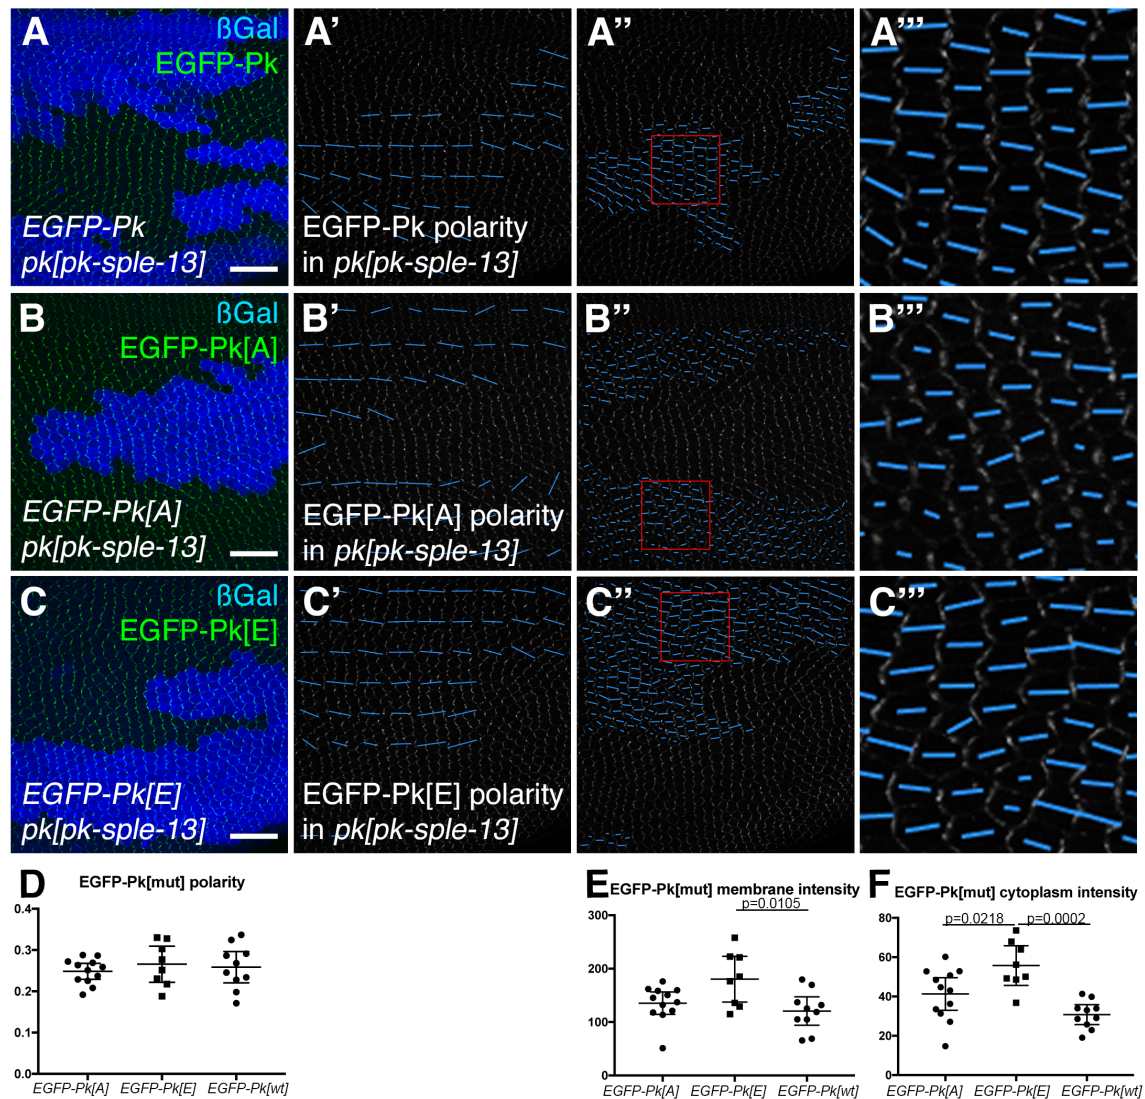 A
ßGal
EGFP-Pk
EGFP-Pk
pk[pk-sple-13]
A’
EGFP-Pk polarity
in pk[pk-sple-13]
A’’
A’’’
B
ßGal
EGFP-Pk[A]
EGFP-Pk[A]
pk[pk-sple-13]
B’
EGFP-Pk[A] polarity
in pk[pk-sple-13]
B’’
B’’’
C
ßGal
EGFP-Pk[E]
EGFP-Pk[E]
pk[pk-sple-13]
C’
EGFP-Pk[E] polarity
in pk[pk-sple-13]
C’’
C’’’
D
EGFP-Pk[mut] polarity
0.4
0.3
0.2
0.1
0.0
EGFP-Pk[A]
EGFP-Pk[E]
EGFP-Pk[wt]
E
EGFP-Pk[mut] membrane intensity
p=0.0105
300
200
100
0
EGFP-Pk[A]
EGFP-Pk[E]
EGFP-Pk[wt]
F
EGFP-Pk[mut] cytoplasm intensity
p=0.0218
p=0.0002
80
60
40
20
0
EGFP-Pk[A]
EGFP-Pk[E]
EGFP-Pk[wt]